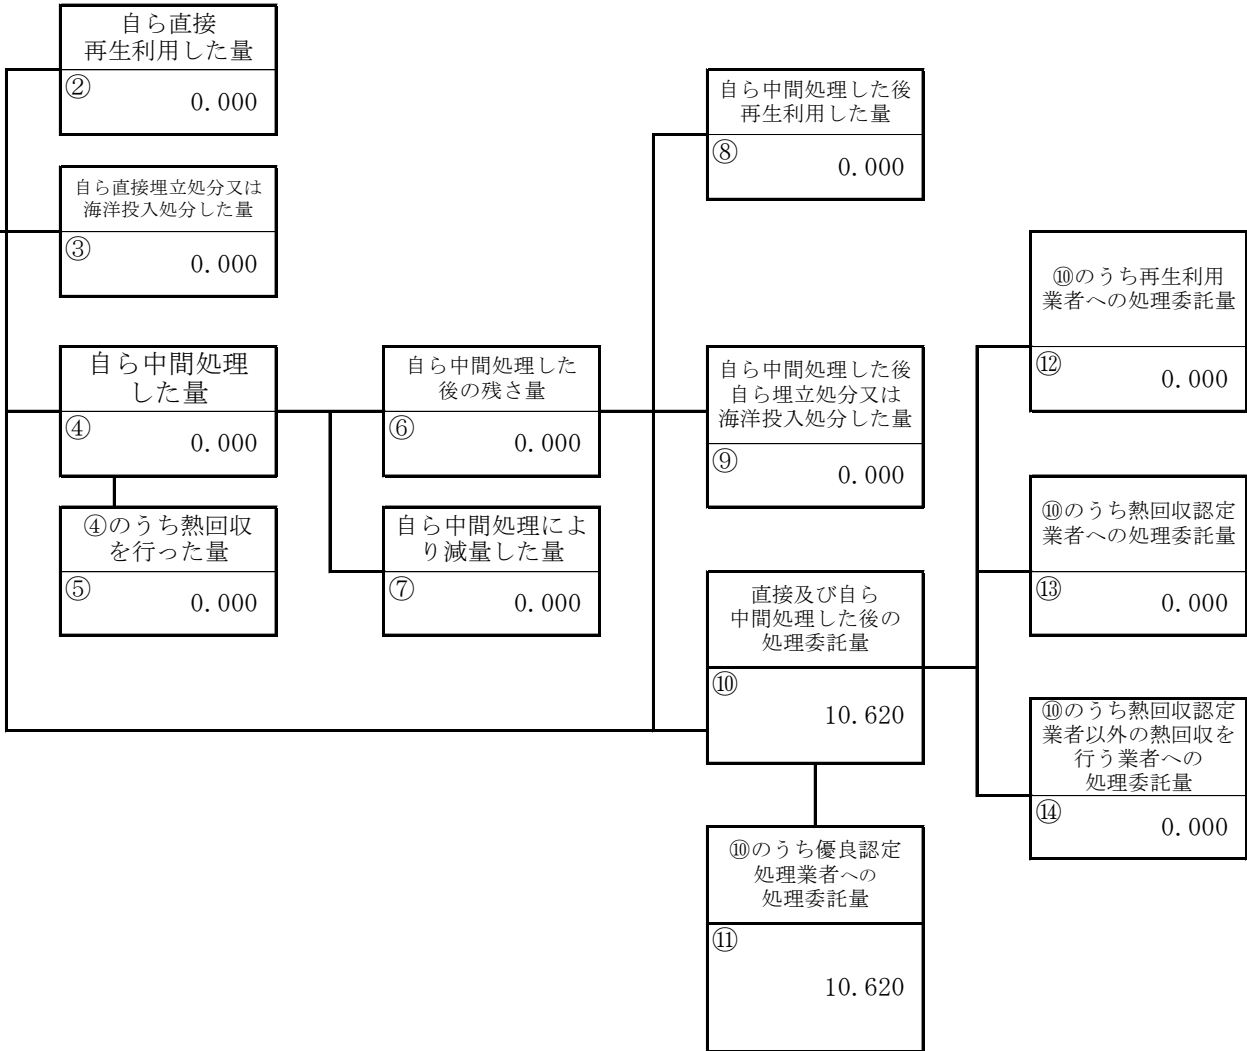 自ら直接
再生利用した量
②
0.000
自ら直接埋立処分又は
海洋投入処分した量
③
0.000
自ら中間処理
した量
④
0.000
④のうち熱回収
を行った量
⑤
0.000
自ら中間処理した
後の残さ量
⑥
0.000
自ら中間処理によ
り減量した量
⑦
0.000
自ら中間処理した後
再生利用した量
⑧
0.000
自ら中間処理した後
自ら埋立処分又は
海洋投入処分した量
⑨
0.000
直接及び自ら
中間処理した後の
処理委託量
⑩
10.620
⑩のうち優良認定
処理業者への
処理委託量
⑪
10.620
⑩のうち再生利用
業者への処理委託量
⑫
0.000
⑩のうち熱回収認定
業者への処理委託量
⑬
0.000
⑩のうち熱回収認定
業者以外の熱回収を
行う業者への
処理委託量
⑭
0.000